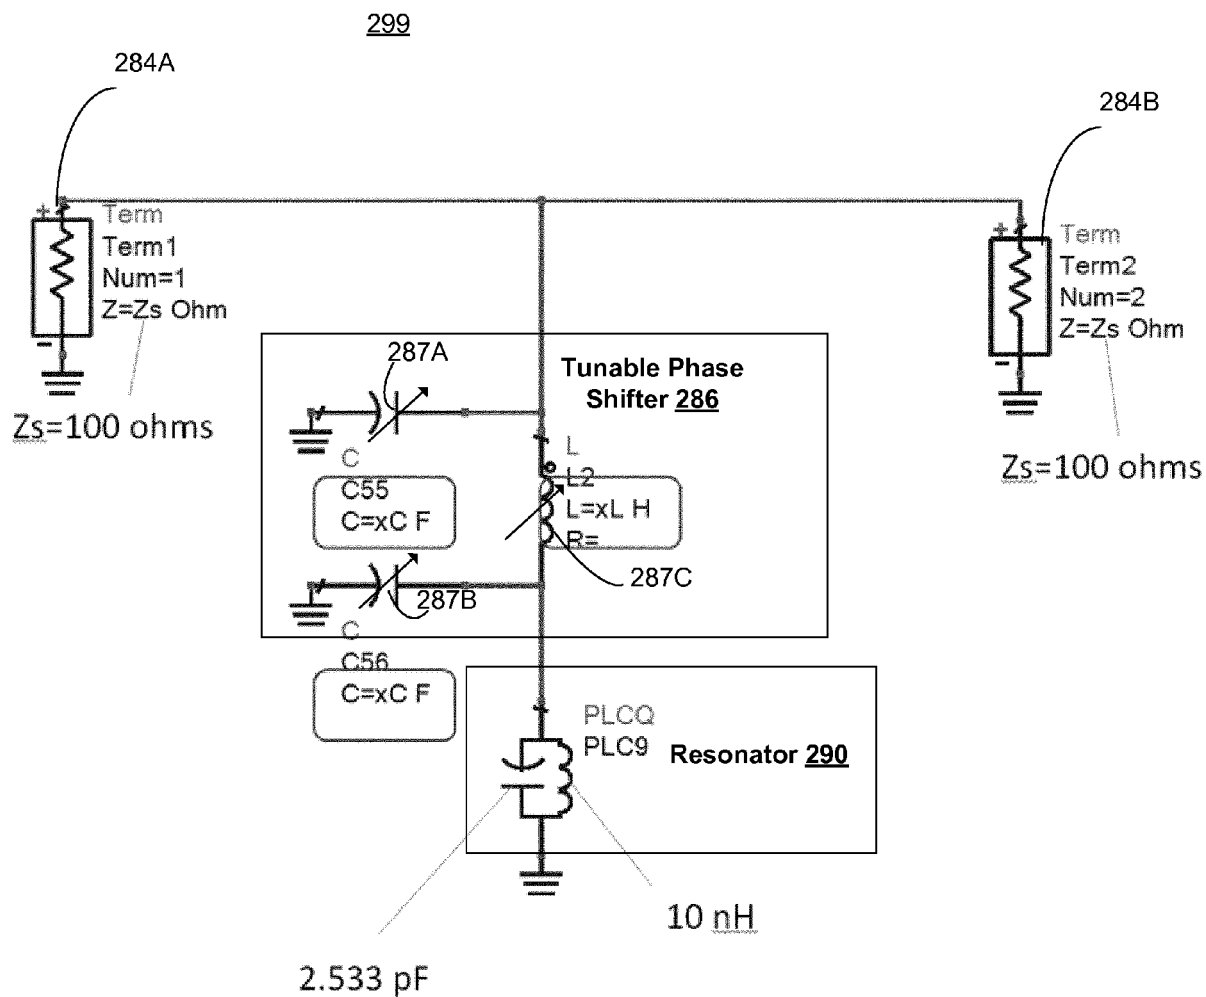 299
284A
284B
Term
Term1
Num=1
Z=Zs Ohm
Zs=100 ohms
Term
Term2
Num=2
Z=Zs Ohm
Zs=100 ohms
287A
Tunable Phase
Shifter 286
C
C55
C=xC F
L
L2
L=xL H
R=
287C
287B
C
C56
C=xC F
PLCQ
PLC9
Resonator 290
10 nH
2.533 pF